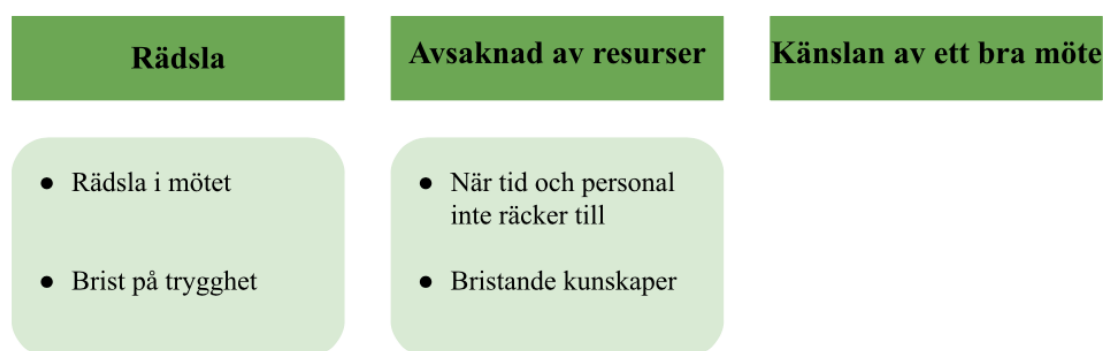 Rädsla
Avsaknad av resurser
Känslan av ett bra möte
● Rädsla i mötet
● Brist på trygghet
● När tid och personal
inte räcker till
● Bristande kunskaper